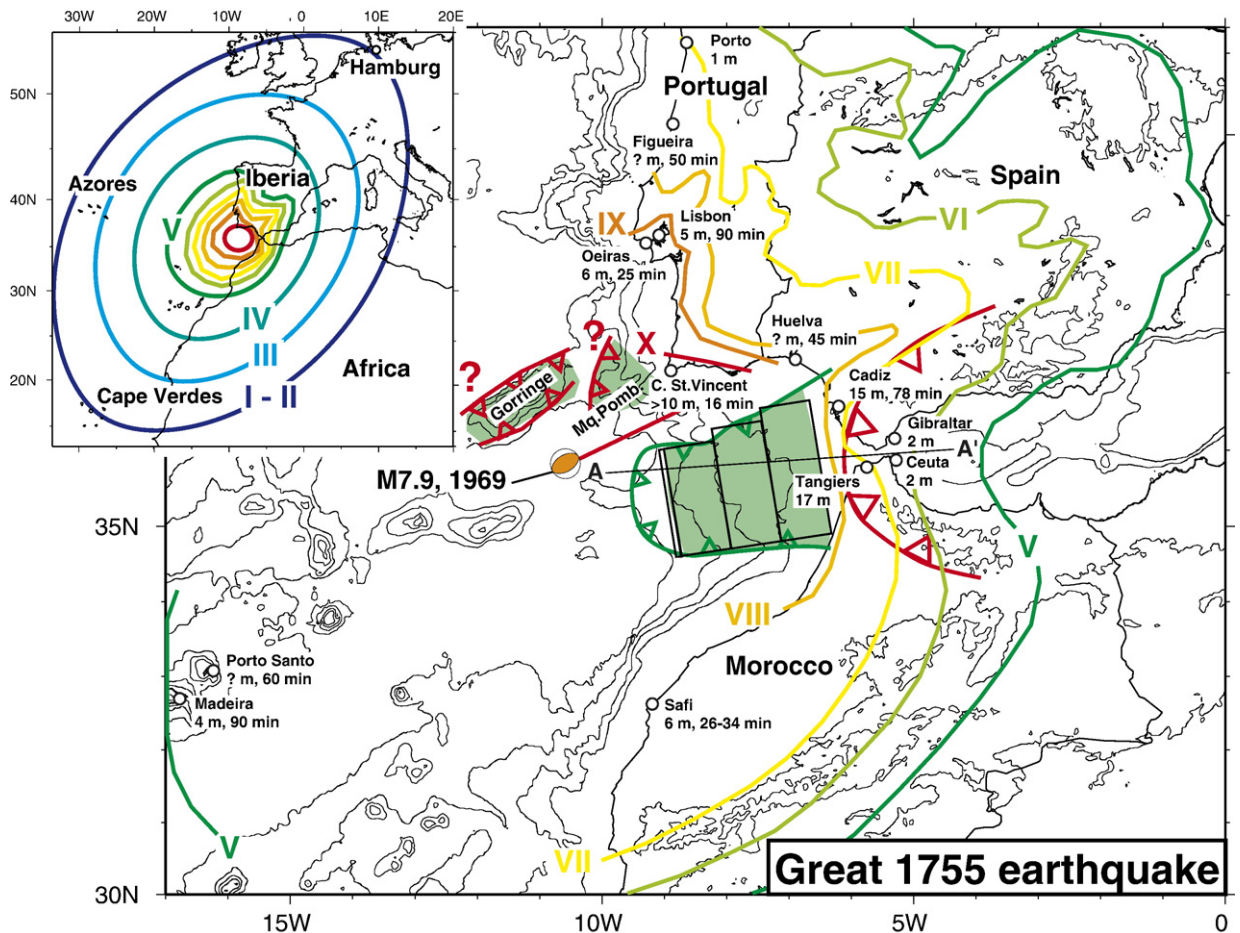 30W
20W
10W
0
10E
20E
50N
40N
30N
20N
Hamburg
Azores
Iberia
V
IV
III
I - II
Africa
Cape Verdes
Porto
1 m
Portugal
Figueira
? m, 50 min
Spain
IX
Lisbon
5 m, 90 min
VI
Oeiras
6 m, 25 min
VII
Huelva
? m, 45 min
?
?
X
Gorringe
Mq.Pomb.
C. St.Vincent
>10 m, 16 min
Cadiz
15 m, 78 min
Gibraltar
2 m
Ceuta
2 m
A
A'
M7.9, 1969
Tangiers
17 m
35N
V
VIII
Morocco
Porto Santo
? m, 60 min
Madeira
4 m, 90 min
Safi
6 m, 26-34 min
V
VII
Great 1755 earthquake
30N
15W
10W
5W
0